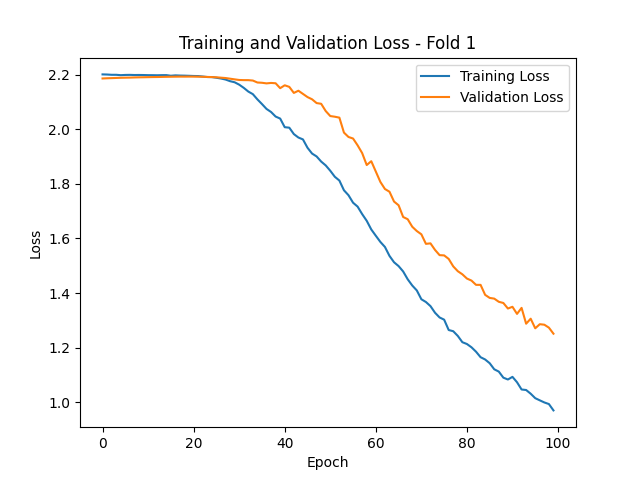 Training and Validation Loss - Fold 1
Training Loss
Validation Loss
Loss
2.2
2.0
1.8
1.6
1.4
1.2
1.0
0 20 40 60 80 100
Epoch